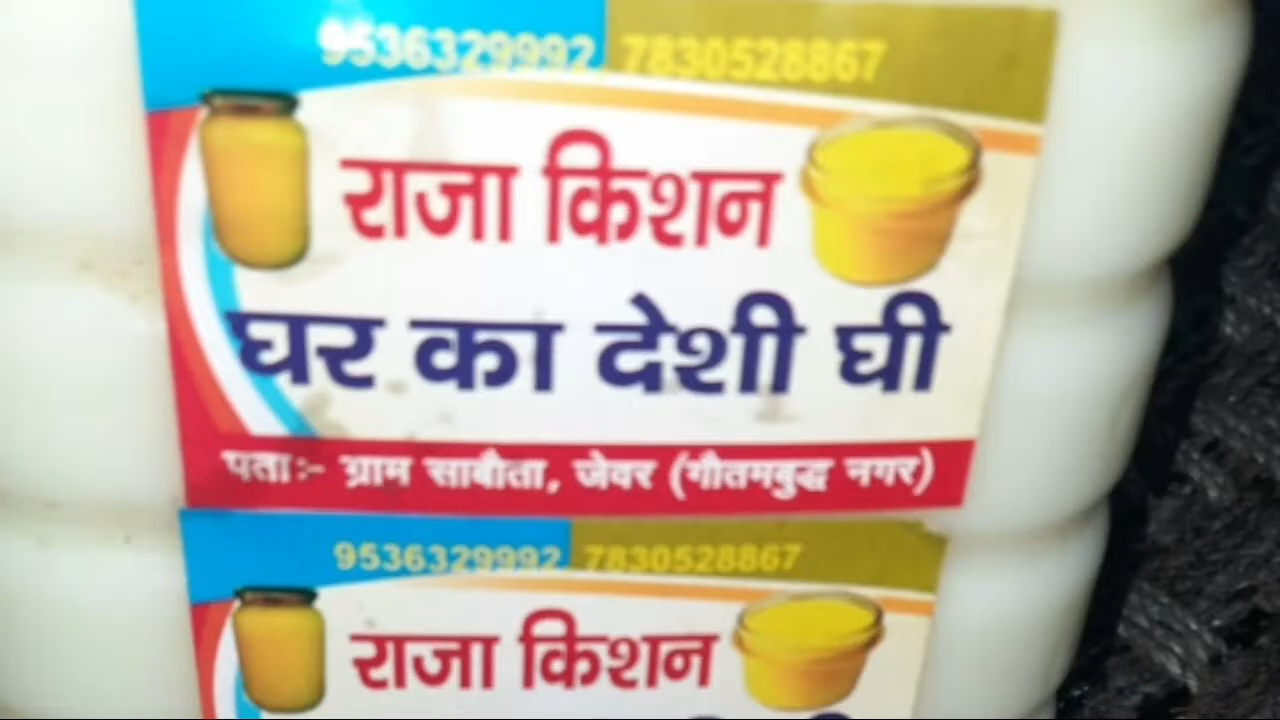 9536329992, 7830528867
राजा किशन
घर का देशी घी
पता:- ग्राम साबौता, जेवर (गौतमबुद्ध नगर)
9536329992, 7830528867
राजा किशन